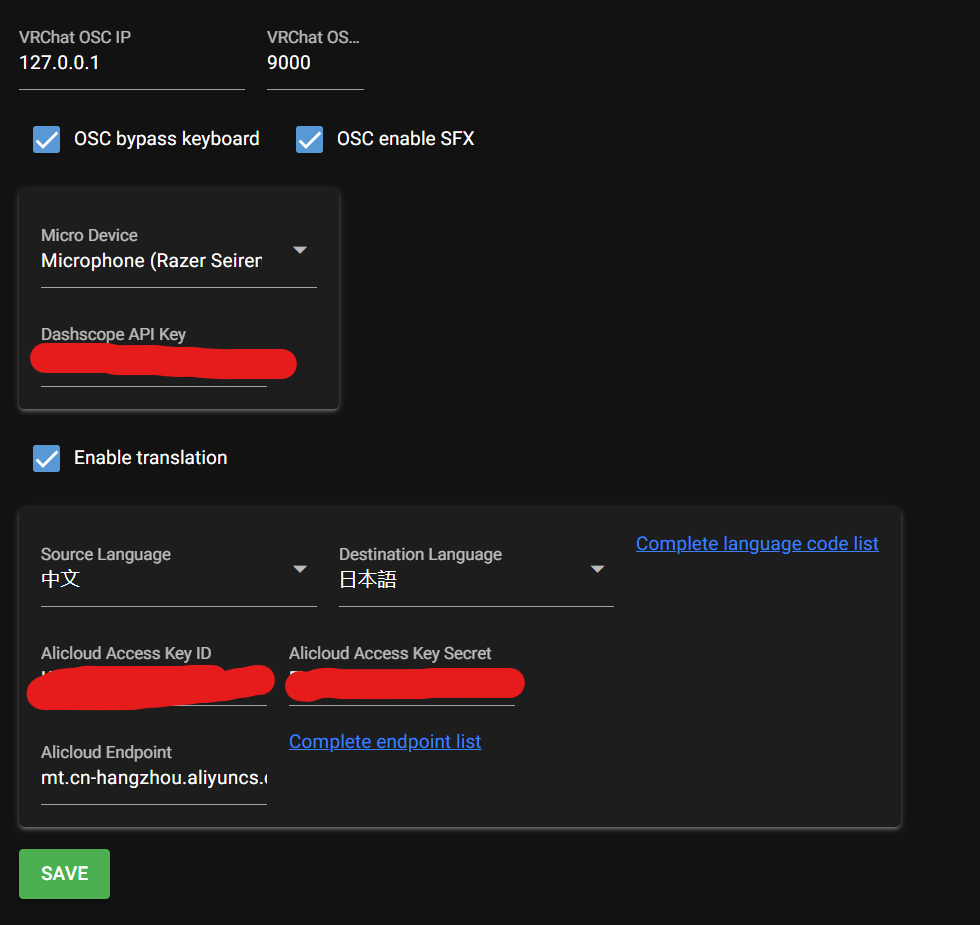 VRChat OSC IP
VRChat OS...
127.0.0.1
9000
OSC bypass keyboard
OSC enable SFX
Micro Device
Microphone (Razer Seiren
Dashscope API Key
Enable translation
Source Language
Destination Language
Complete language code list
中文
日本語
Alicloud Access Key ID
Alicloud Access Key Secret
Alicloud Endpoint
Complete endpoint list
mt.cn-hangzhou.aliyuncs.
SAVE